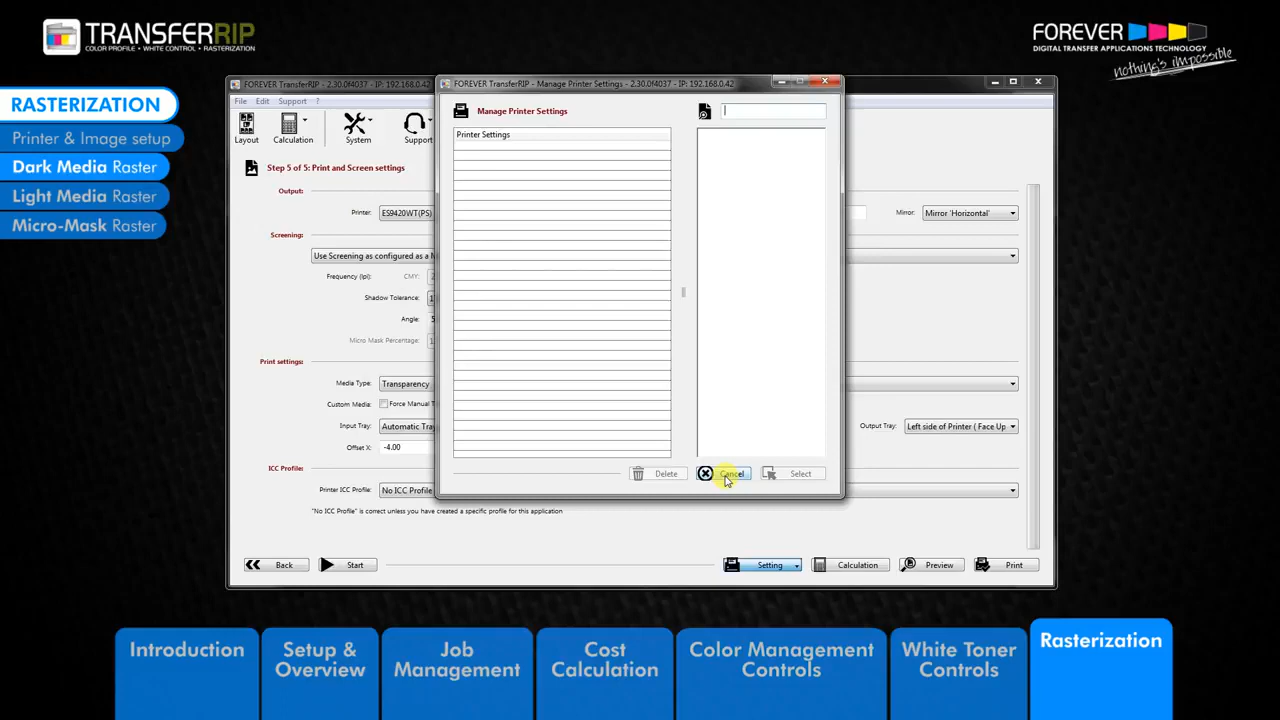 TRANSFERRIP
COLOR PROFILE • WHITE CONTROL • RASTERIZATION
FOREVER
DIGITAL TRANSFER APPLICATIONS TECHNOLOGY
nothing's impossible
RASTERIZATION
Printer & Image setup
Dark Media Raster
Light Media Raster
Micro-Mask Raster
FOREVER TransferRIP - 2.30.0f4037 - IP: 192.168.0.42
File Edit Support ?
Layout Calculation System Support
Step 5 of 5: Print and Screen settings
Output:
Printer: ES9420WT(PS)
Mirror: Mirror 'Horizontal'
Screening:
Use Screening as configured as a
Frequency (lpi) CMY:
Shadow Tolerance:
Angle:
Micro Mask Percentage:
Print settings:
Media Type: Transparency
Custom Media: Force Manual
Input Tray: Automatic Tray
Output Tray: Left side of Printer ( Face Up
Offset X: -4.00
ICC Profile:
Printer ICC Profile: No ICC Profile
"No ICC Profile" is correct unless you have created a specific profile for this application
Back Start Setting Calculation Preview Print
FOREVER TransferRIP - Manage Printer Settings - 2.30.0f4037 - IP: 192.168.0.42
Manage Printer Settings
Printer Settings
Delete Cancel Select
Introduction
Setup &
Overview
Job
Management
Cost
Calculation
Color Management
Controls
White Toner
Controls
Rasterization